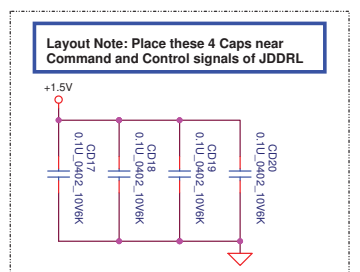 Layout Note: Place these 4 Caps near
Command and Control signals of JDDRL
+1.5V
CD17
0.1U_0402_10V6K
CD18
0.1U_0402_10V6K
CD19
0.1U_0402_10V6K
CD20
0.1U_0402_10V6K